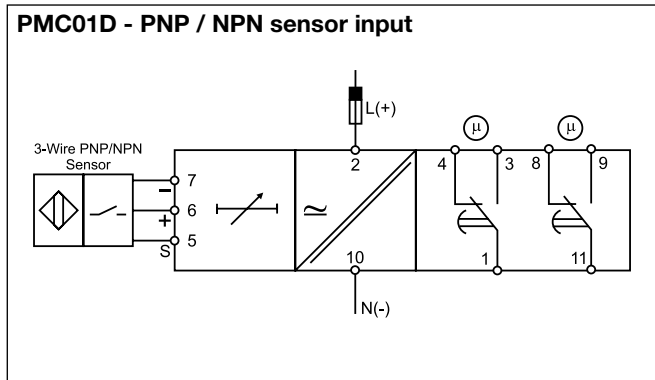 PMC01D - PNP / NPN sensor input
L(+)
µ
µ
3-Wire PNP/NPN
Sensor
7
−
6
+
5
S
2
10
N(-)
4
3
8
9
1
11